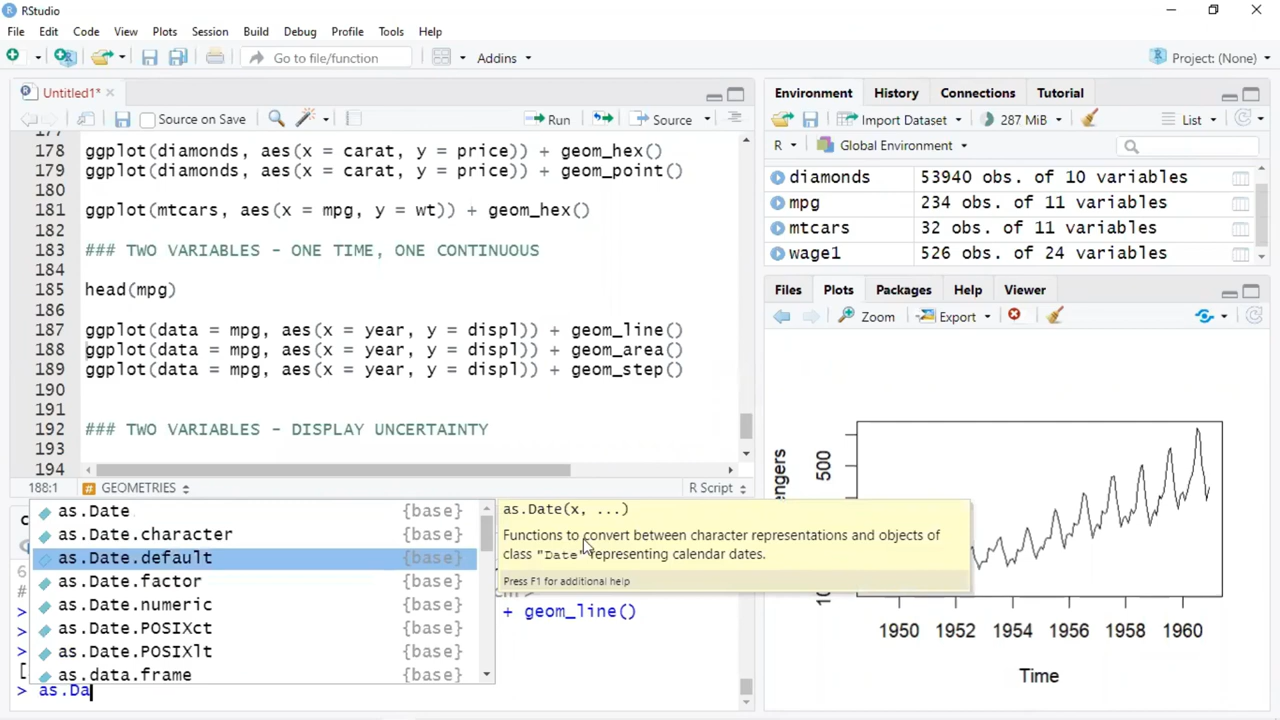 RStudio
File Edit Code View Plots Session Build Debug Profile Tools Help
Go to file/function Addins Project: (None)
Untitled1*
Source on Save Run Source
177
178 ggplot(diamonds, aes(x = carat, y = price)) + geom_hex()
179 ggplot(diamonds, aes(x = carat, y = price)) + geom_point()
180
181 ggplot(mtcars, aes(x = mpg, y = wt)) + geom_hex()
182
183 ### TWO VARIABLES - ONE TIME, ONE CONTINUOUS
184
185 head(mpg)
186
187 ggplot(data = mpg, aes(x = year, y = displ)) + geom_line()
188 ggplot(data = mpg, aes(x = year, y = displ)) + geom_area()
189 ggplot(data = mpg, aes(x = year, y = displ)) + geom_step()
190
191
192 ### TWO VARIABLES - DISPLAY UNCERTAINTY
193
194
188:1 GEOMETRIES R Script
as.Date {base}
as.Date.character {base}
as.Date.default {base}
as.Date.factor {base}
as.Date.numeric {base}
as.Date.POSIXct {base}
as.Date.POSIXlt {base}
as.data.frame {base}
as.Date(x, ...)
Functions to convert between character representations and objects of
class "Date" representing calendar dates.
Press F1 for additional help
6
#
> + geom_line()
>
>
[
> as.Da
Environment History Connections Tutorial
Import Dataset 287 MiB List
R Global Environment
diamonds 53940 obs. of 10 variables
mpg 234 obs. of 11 variables
mtcars 32 obs. of 11 variables
wage1 526 obs. of 24 variables
Files Plots Packages Help Viewer
Zoom Export
500
1950 1952 1954 1956 1958 1960
Time